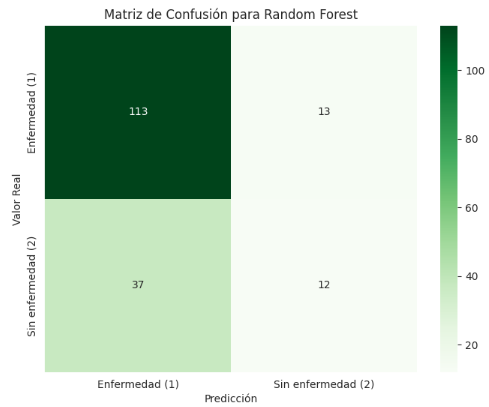 Matriz de Confusión para Random Forest
Valor Real
Enfermedad (1)
Sin enfermedad (2)
113
13
37
12
Enfermedad (1)
Sin enfermedad (2)
Predicción
100
80
60
40
20